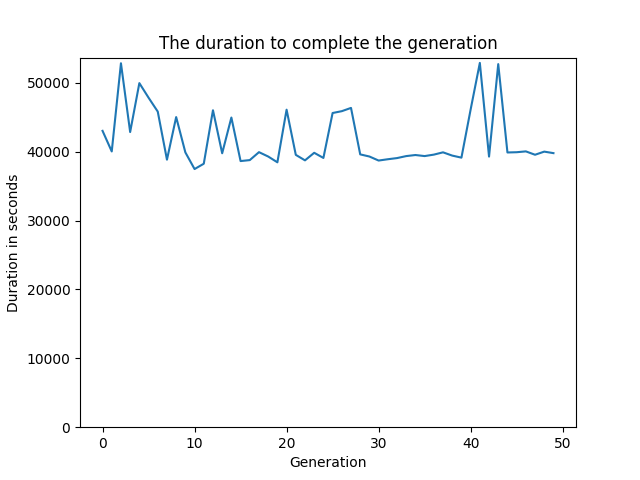 The duration to complete the generation
50000
40000
30000
20000
10000
0
Duration in seconds
0 10 20 30 40 50
Generation